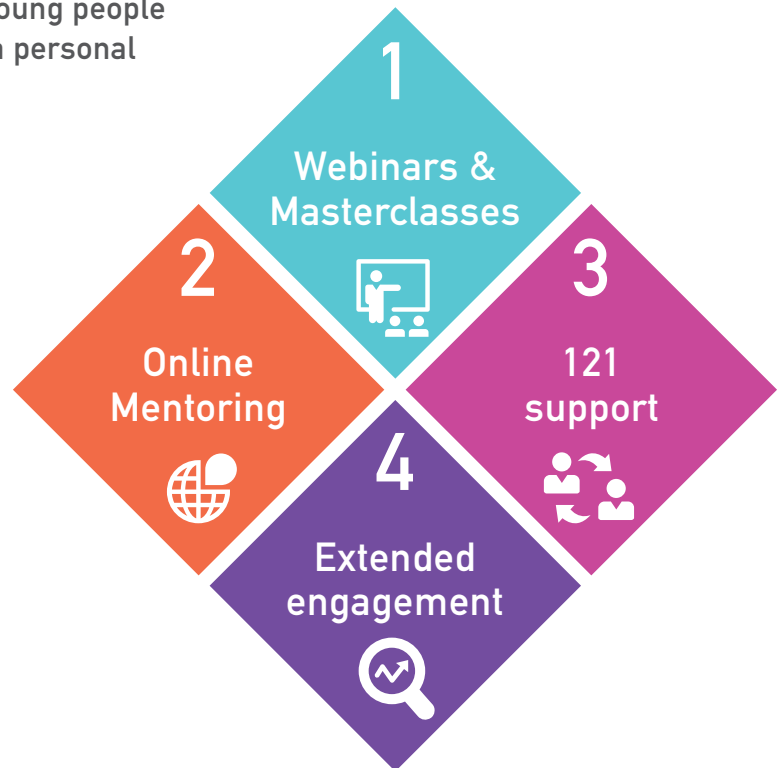 oung people
personal
1
Webinars &
Masterclasses
2
Online
Mentoring
3
121
support
4
Extended
engagement